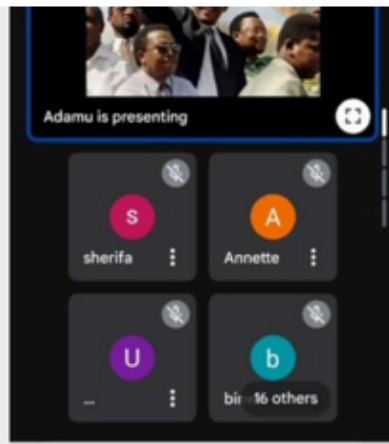 Adamu is presenting
S
A
sherifa
Annette
U
b
...
16 others